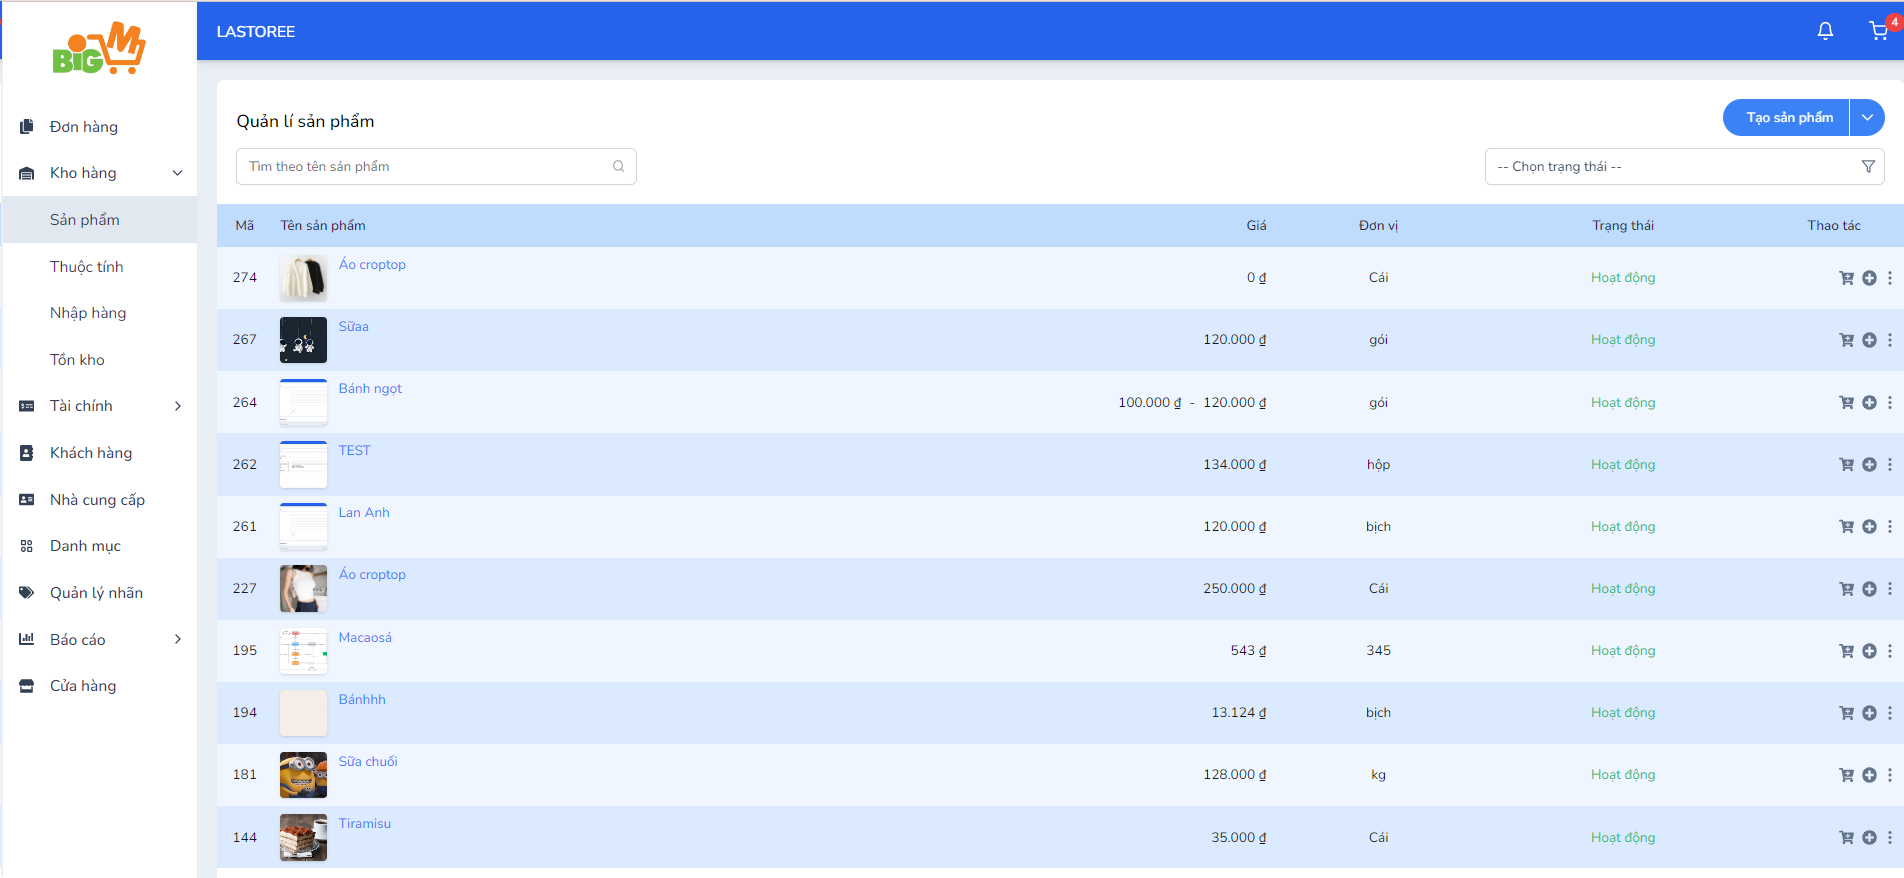 BIG M
LASTOREE
4
Đơn hàng
Kho hàng
Sản phẩm
Thuộc tính
Nhập hàng
Tồn kho
Tài chính
Khách hàng
Nhà cung cấp
Danh mục
Quản lý nhãn
Báo cáo
Cửa hàng
Quản lí sản phẩm
Tạo sản phẩm
Tìm theo tên sản phẩm
-- Chọn trạng thái --
Mã Tên sản phẩm Giá Đơn vị Trạng thái Thao tác
274 Áo croptop 0 ₫ Cái Hoạt động
267 Sữaa 120.000 ₫ gói Hoạt động
264 Bánh ngọt 100.000 ₫ - 120.000 ₫ gói Hoạt động
262 TEST 134.000 ₫ hộp Hoạt động
261 Lan Anh 120.000 ₫ bịch Hoạt động
227 Áo croptop 250.000 ₫ Cái Hoạt động
195 Macaosá 543 ₫ 345 Hoạt động
194 Bánhhh 13.124 ₫ bịch Hoạt động
181 Sữa chuối 128.000 ₫ kg Hoạt động
144 Tiramisu 35.000 ₫ Cái Hoạt động